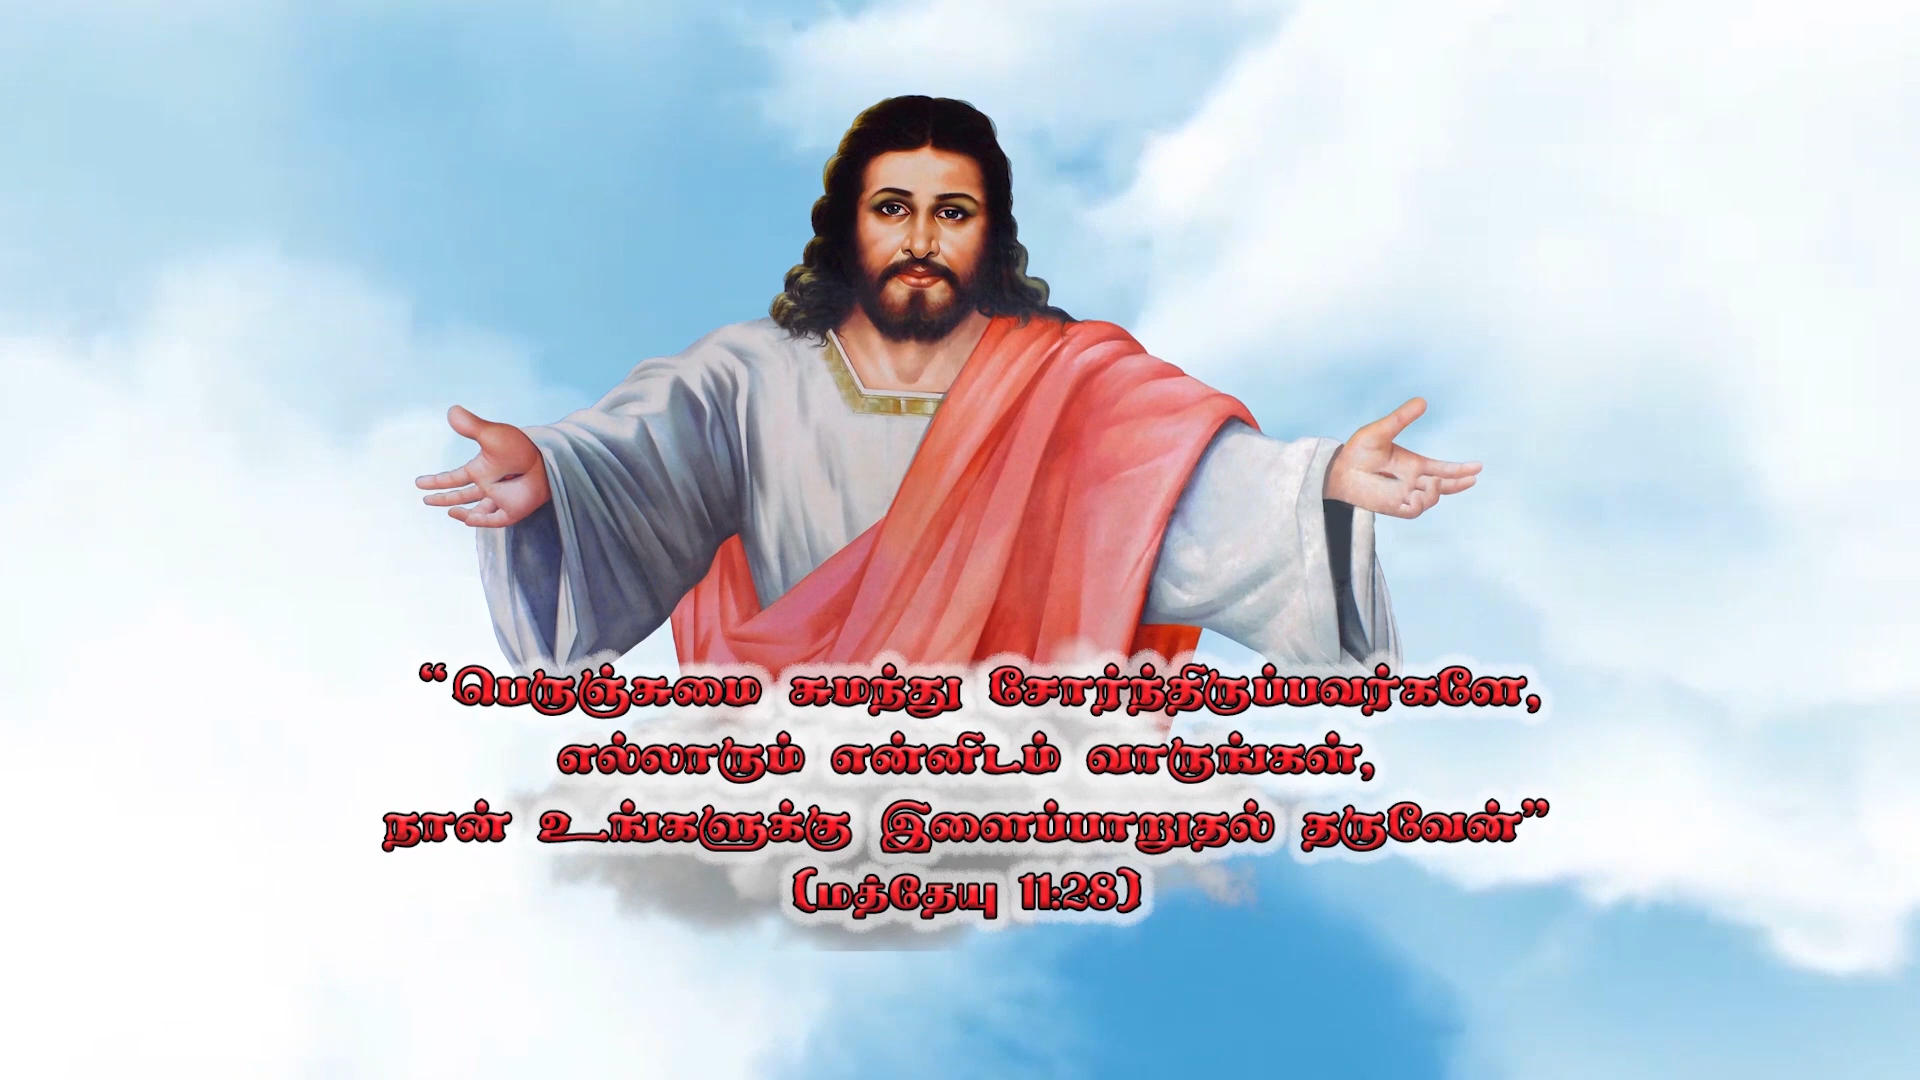 “பெருஞ்சுமை சுமந்து சோர்ந்திருப்பவர்களே,
எல்லாரும் என்னிடம் வாருங்கள்,
நான் உங்களுக்கு இளைப்பாறுதல் தருவேன்”
(மத்தேயு 11:28)